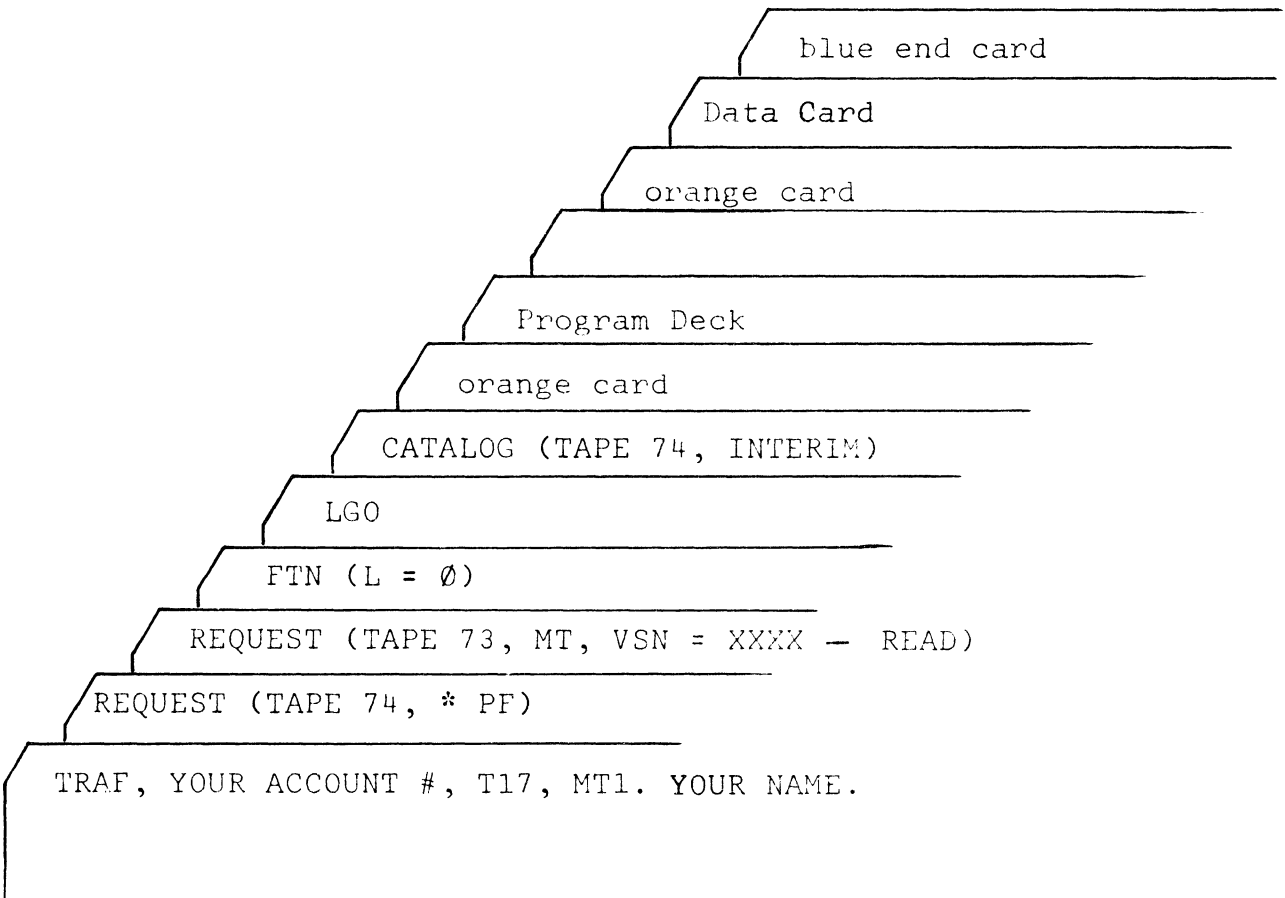 blue end card
Data Card
orange card
Program Deck
orange card
CATALOG (TAPE 74, INTERIM)
LGO
FTN (L = Ø)
REQUEST (TAPE 73, MT, VSN = XXXX — READ)
REQUEST (TAPE 74, * PF)
TRAF, YOUR ACCOUNT #, T17, MT1. YOUR NAME.